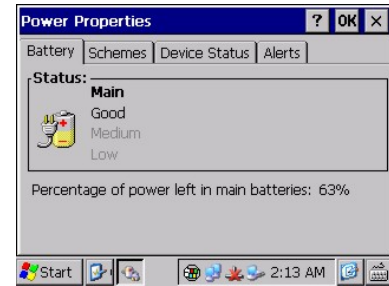 Power Properties ? OK ×
Battery Schemes Device Status Alerts
Status:
Main
Good
Medium
Low
Percentage of power left in main batteries: 63%
Start 2:13 AM